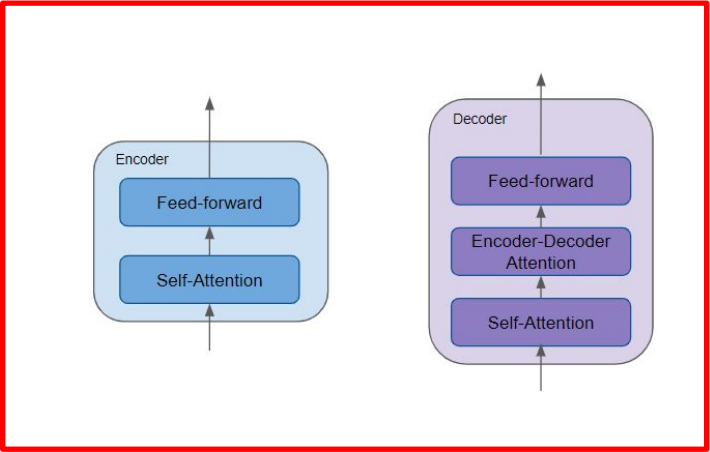 Encoder
Feed-forward
Self-Attention
Decoder
Feed-forward
Encoder-Decoder
Attention
Self-Attention